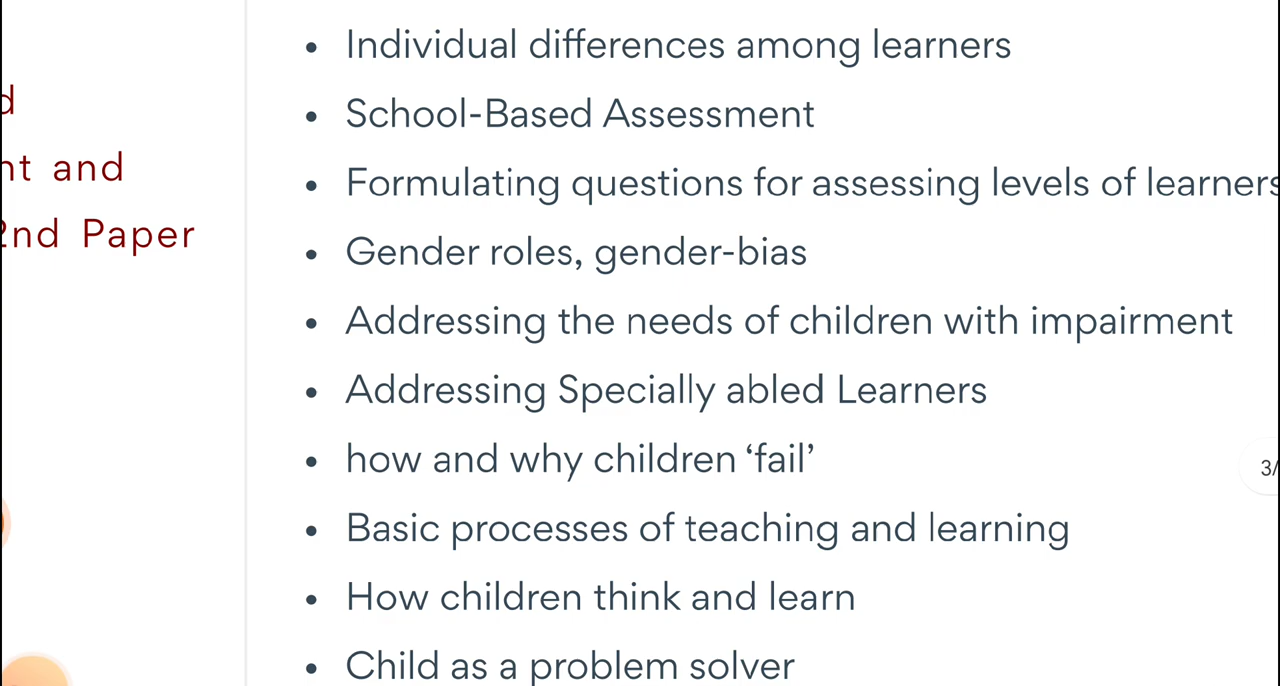 nt and
2nd Paper
• Individual differences among learners
• School-Based Assessment
• Formulating questions for assessing levels of learners
• Gender roles, gender-bias
• Addressing the needs of children with impairment
• Addressing Specially abled Learners
• how and why children ‘fail’
• Basic processes of teaching and learning
• How children think and learn
• Child as a problem solver
3/